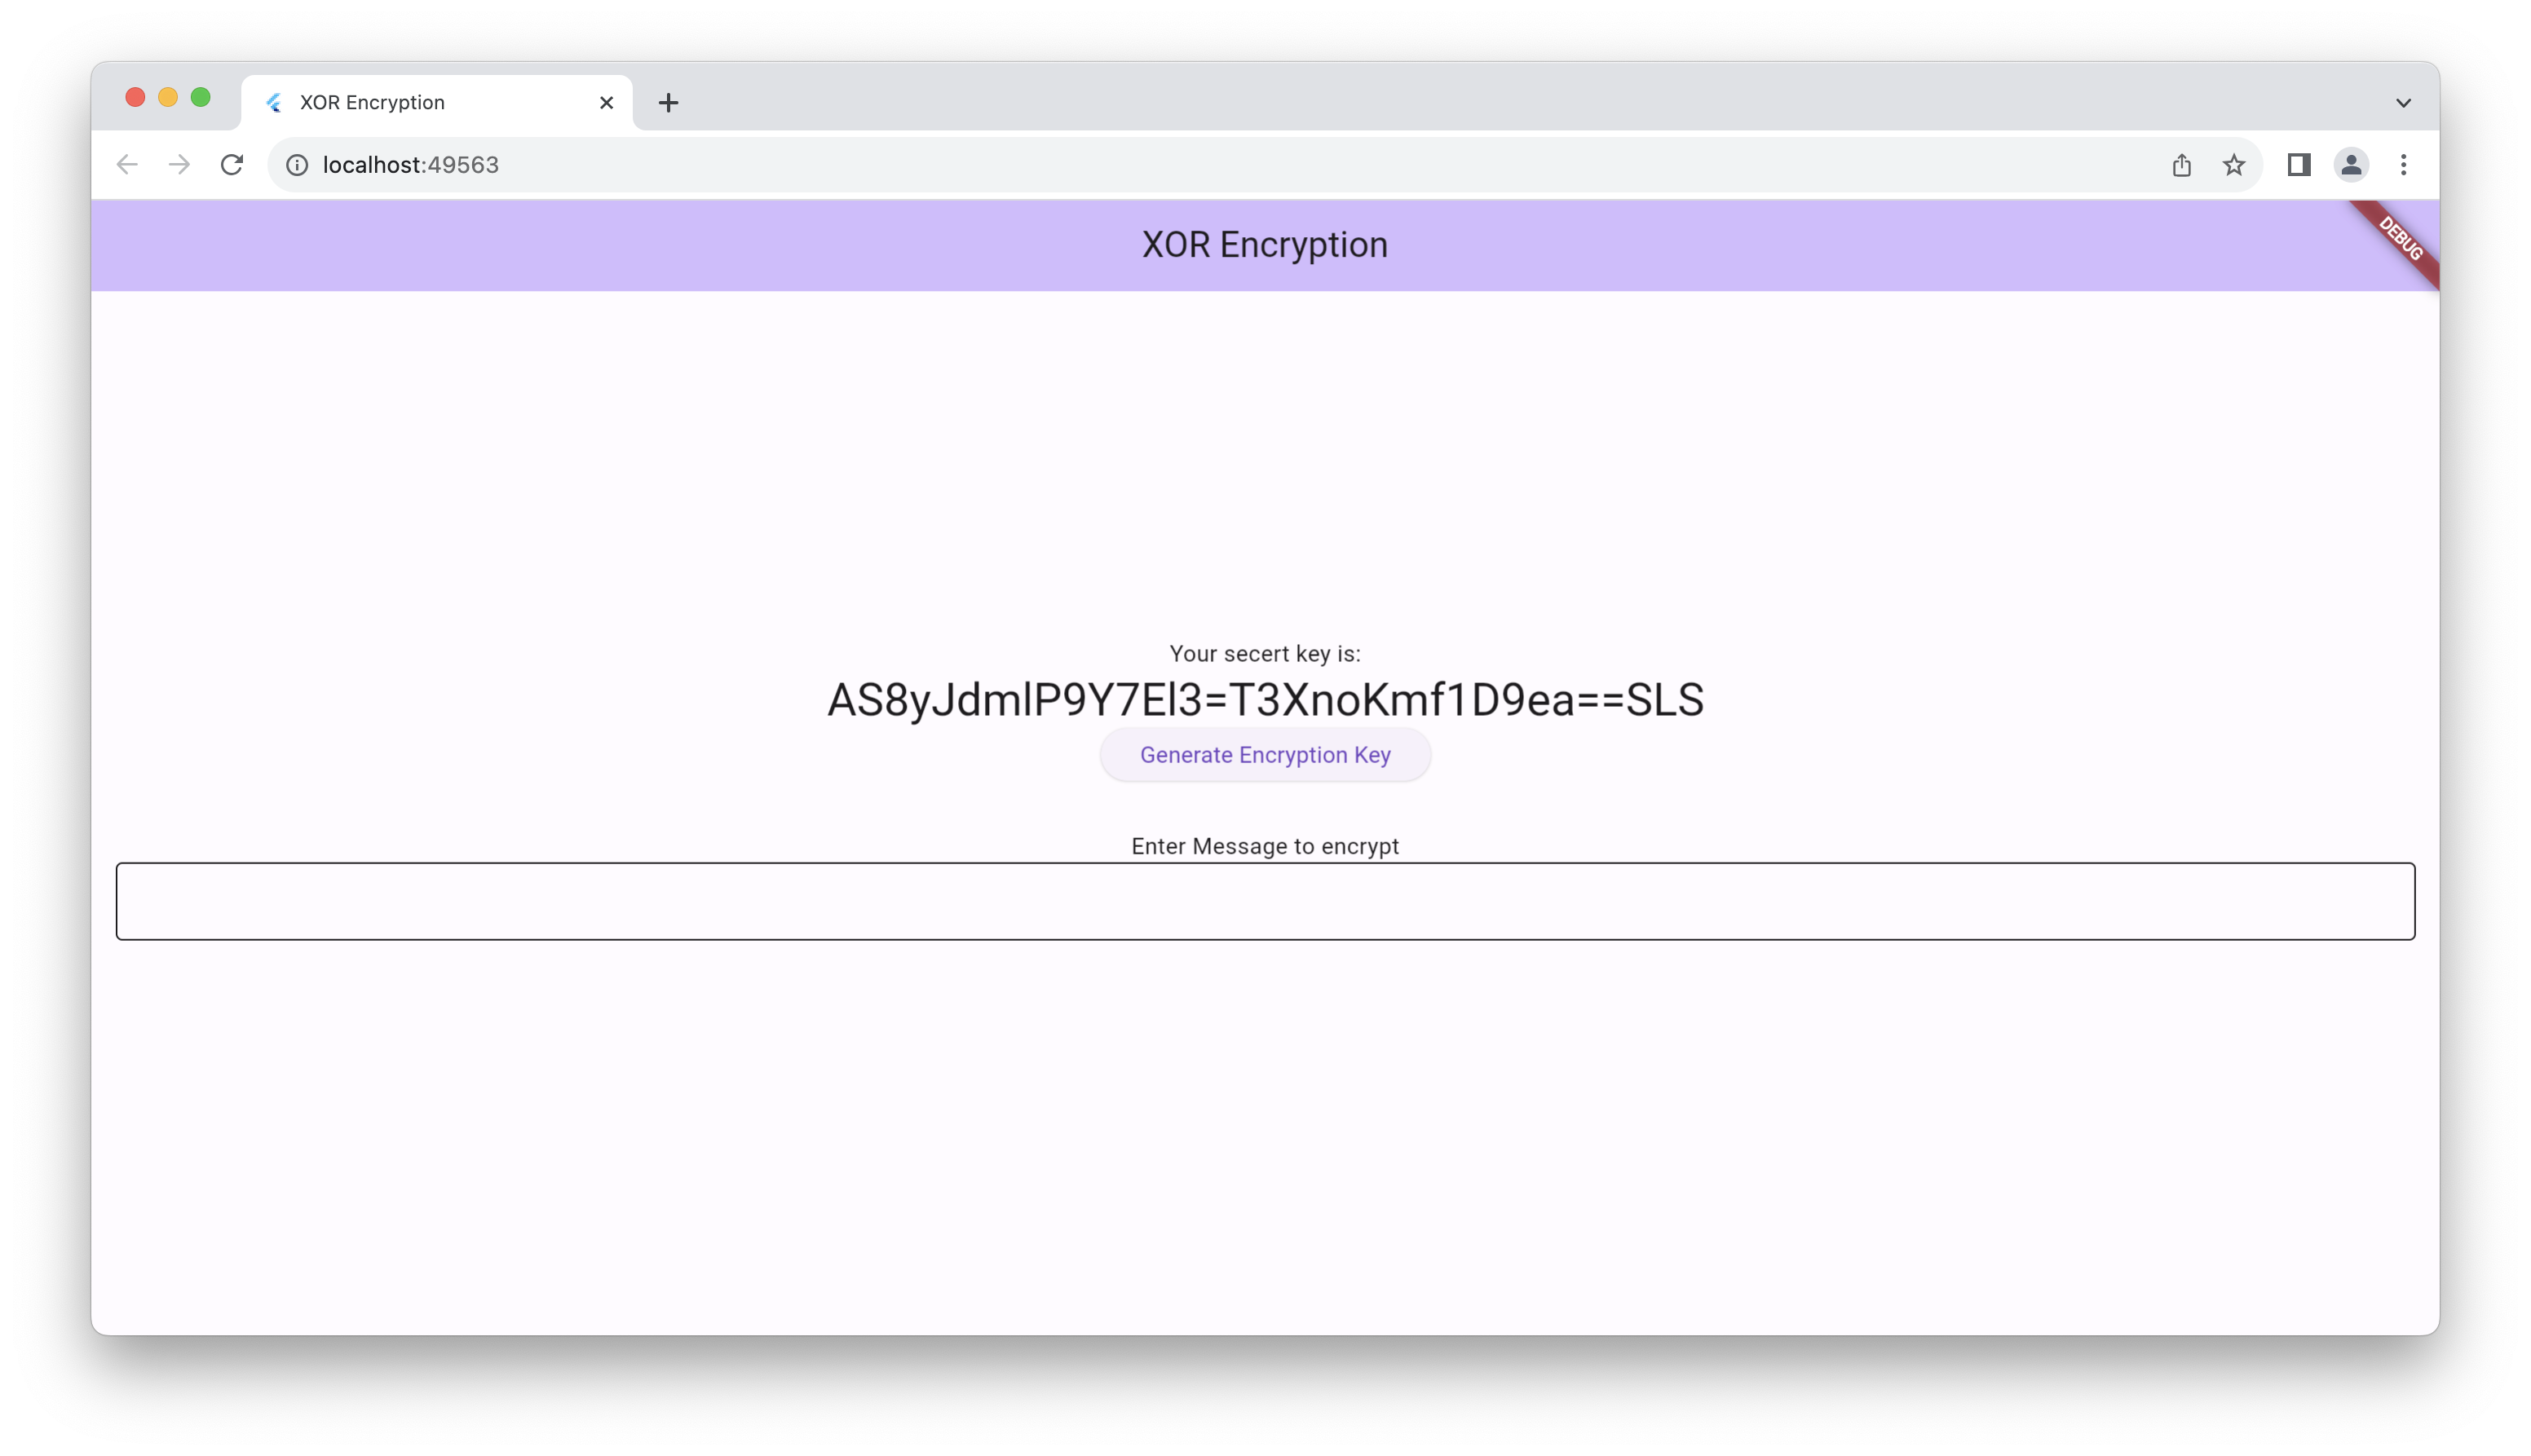 XOR Encryption
localhost:49563
XOR Encryption
DEBUG
Your secert key is:
AS8yJdmlP9Y7El3=T3XnoKmf1D9ea==SLS
Generate Encryption Key
Enter Message to encrypt